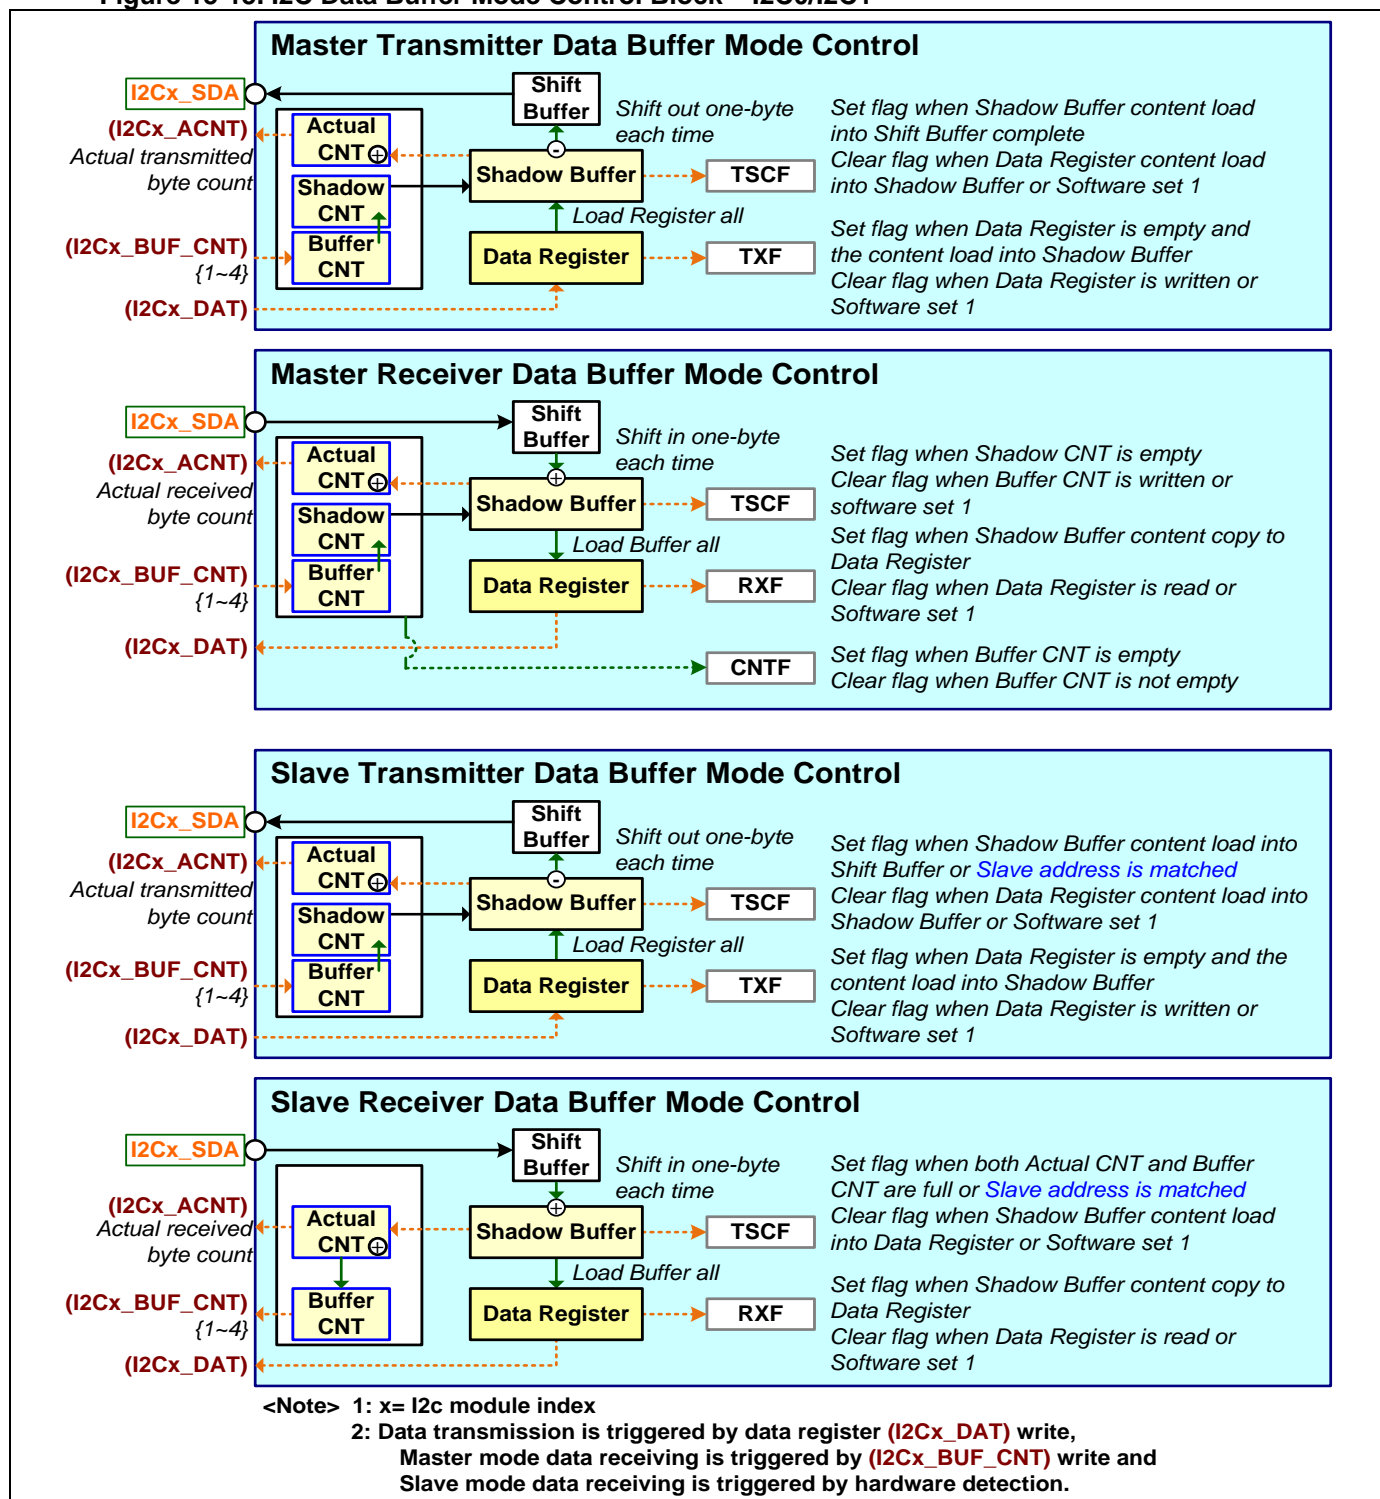 Master Transmitter Data Buffer Mode Control
I2Cx_SDA
Shift
Buffer
Shift out one-byte
each time
(I2Cx_ACNT)
Actual transmitted
byte count
Actual
CNT
Shadow
CNT
Buffer
CNT
(I2Cx_BUF_CNT)
{1~4}
(I2Cx_DAT)
-
Shadow Buffer
Load Register all
Data Register
TSCF
TXF
Set flag when Shadow Buffer content load
into Shift Buffer complete
Clear flag when Data Register content load
into Shadow Buffer or Software set 1
Set flag when Data Register is empty and
the content load into Shadow Buffer
Clear flag when Data Register is written or
Software set 1
Master Receiver Data Buffer Mode Control
I2Cx_SDA
Shift
Buffer
Shift in one-byte
each time
(I2Cx_ACNT)
Actual received
byte count
Actual
CNT
Shadow
CNT
Buffer
CNT
(I2Cx_BUF_CNT)
{1~4}
(I2Cx_DAT)
+
Shadow Buffer
Load Buffer all
Data Register
TSCF
RXF
CNTF
Set flag when Shadow CNT is empty
Clear flag when Buffer CNT is written or
software set 1
Set flag when Shadow Buffer content copy to
Data Register
Clear flag when Data Register is read or
Software set 1
Set flag when Buffer CNT is empty
Clear flag when Buffer CNT is not empty
Slave Transmitter Data Buffer Mode Control
I2Cx_SDA
Shift
Buffer
Shift out one-byte
each time
(I2Cx_ACNT)
Actual transmitted
byte count
Actual
CNT
Shadow
CNT
Buffer
CNT
(I2Cx_BUF_CNT)
{1~4}
(I2Cx_DAT)
-
Shadow Buffer
Load Register all
Data Register
TSCF
TXF
Set flag when Shadow Buffer content load into
Shift Buffer or Slave address is matched
Clear flag when Data Register content load into
Shadow Buffer or Software set 1
Set flag when Data Register is empty and the
content load into Shadow Buffer
Clear flag when Data Register is written or
Software set 1
Slave Receiver Data Buffer Mode Control
I2Cx_SDA
Shift
Buffer
Shift in one-byte
each time
(I2Cx_ACNT)
Actual received
byte count
Actual
CNT
Buffer
CNT
(I2Cx_BUF_CNT)
{1~4}
(I2Cx_DAT)
+
Shadow Buffer
Load Buffer all
Data Register
TSCF
RXF
Set flag when both Actual CNT and Buffer
CNT are full or Slave address is matched
Clear flag when Shadow Buffer content load
into Data Register or Software set 1
Set flag when Shadow Buffer content copy to
Data Register
Clear flag when Data Register is read or
Software set 1
<Note> 1: x= I2c module index
2: Data transmission is triggered by data register (I2Cx_DAT) write,
Master mode data receiving is triggered by (I2Cx_BUF_CNT) write and
Slave mode data receiving is triggered by hardware detection.